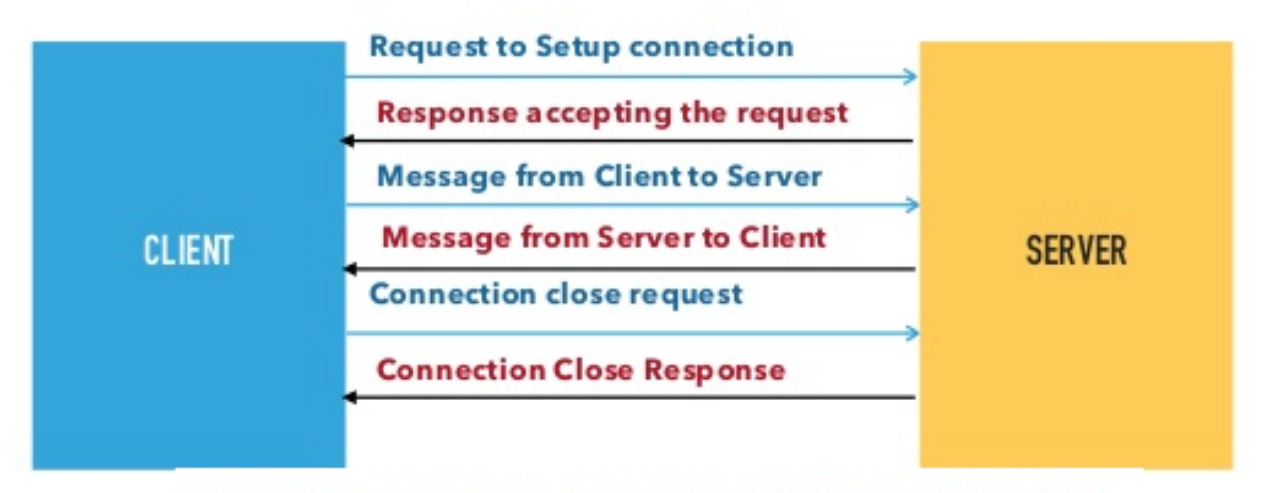 Request to Setup connection
Response accepting the request
Message from Client to Server
CLIENT
Message from Server to Client
SERVER
Connection close request
Connection Close Response